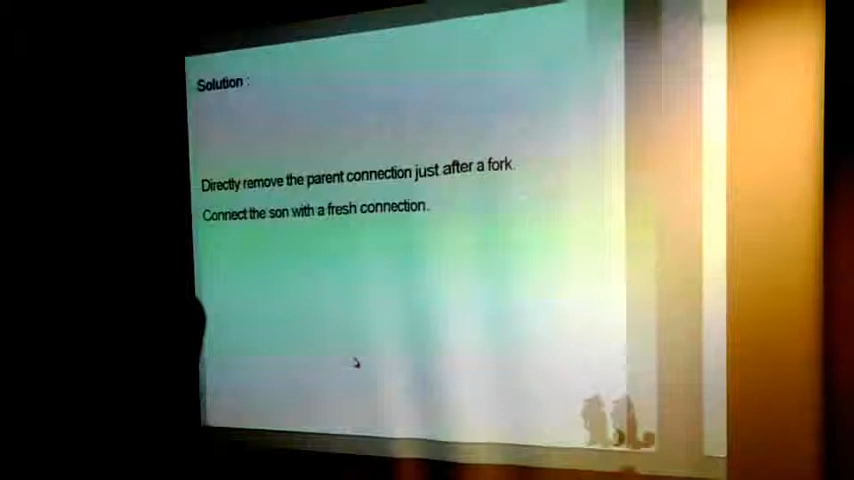 Solution :
Directly remove the parent connection just after a fork.
Connect the son with a fresh connection.